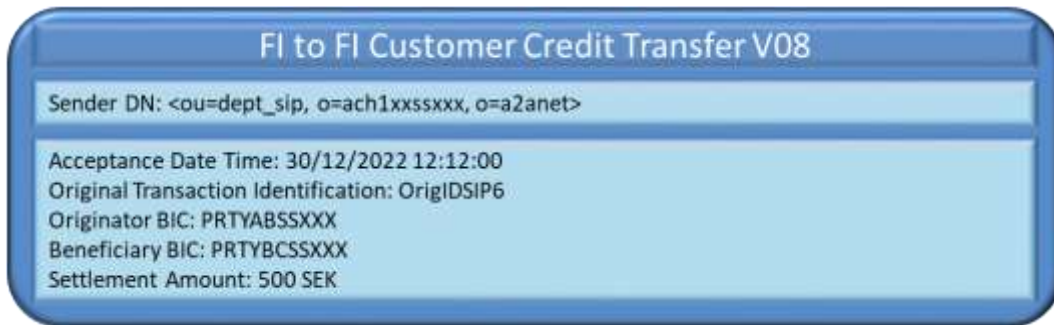 FI to FI Customer Credit Transfer V08
Sender DN: <ou=dept_sip, o=ach1xxssxxx, o=a2anet>
Acceptance Date Time: 30/12/2022 12:12:00
Original Transaction Identification: OrigIDSIP6
Originator BIC: PRTYABSSXXX
Beneficiary BIC: PRTYBCSSXXX
Settlement Amount: 500 SEK